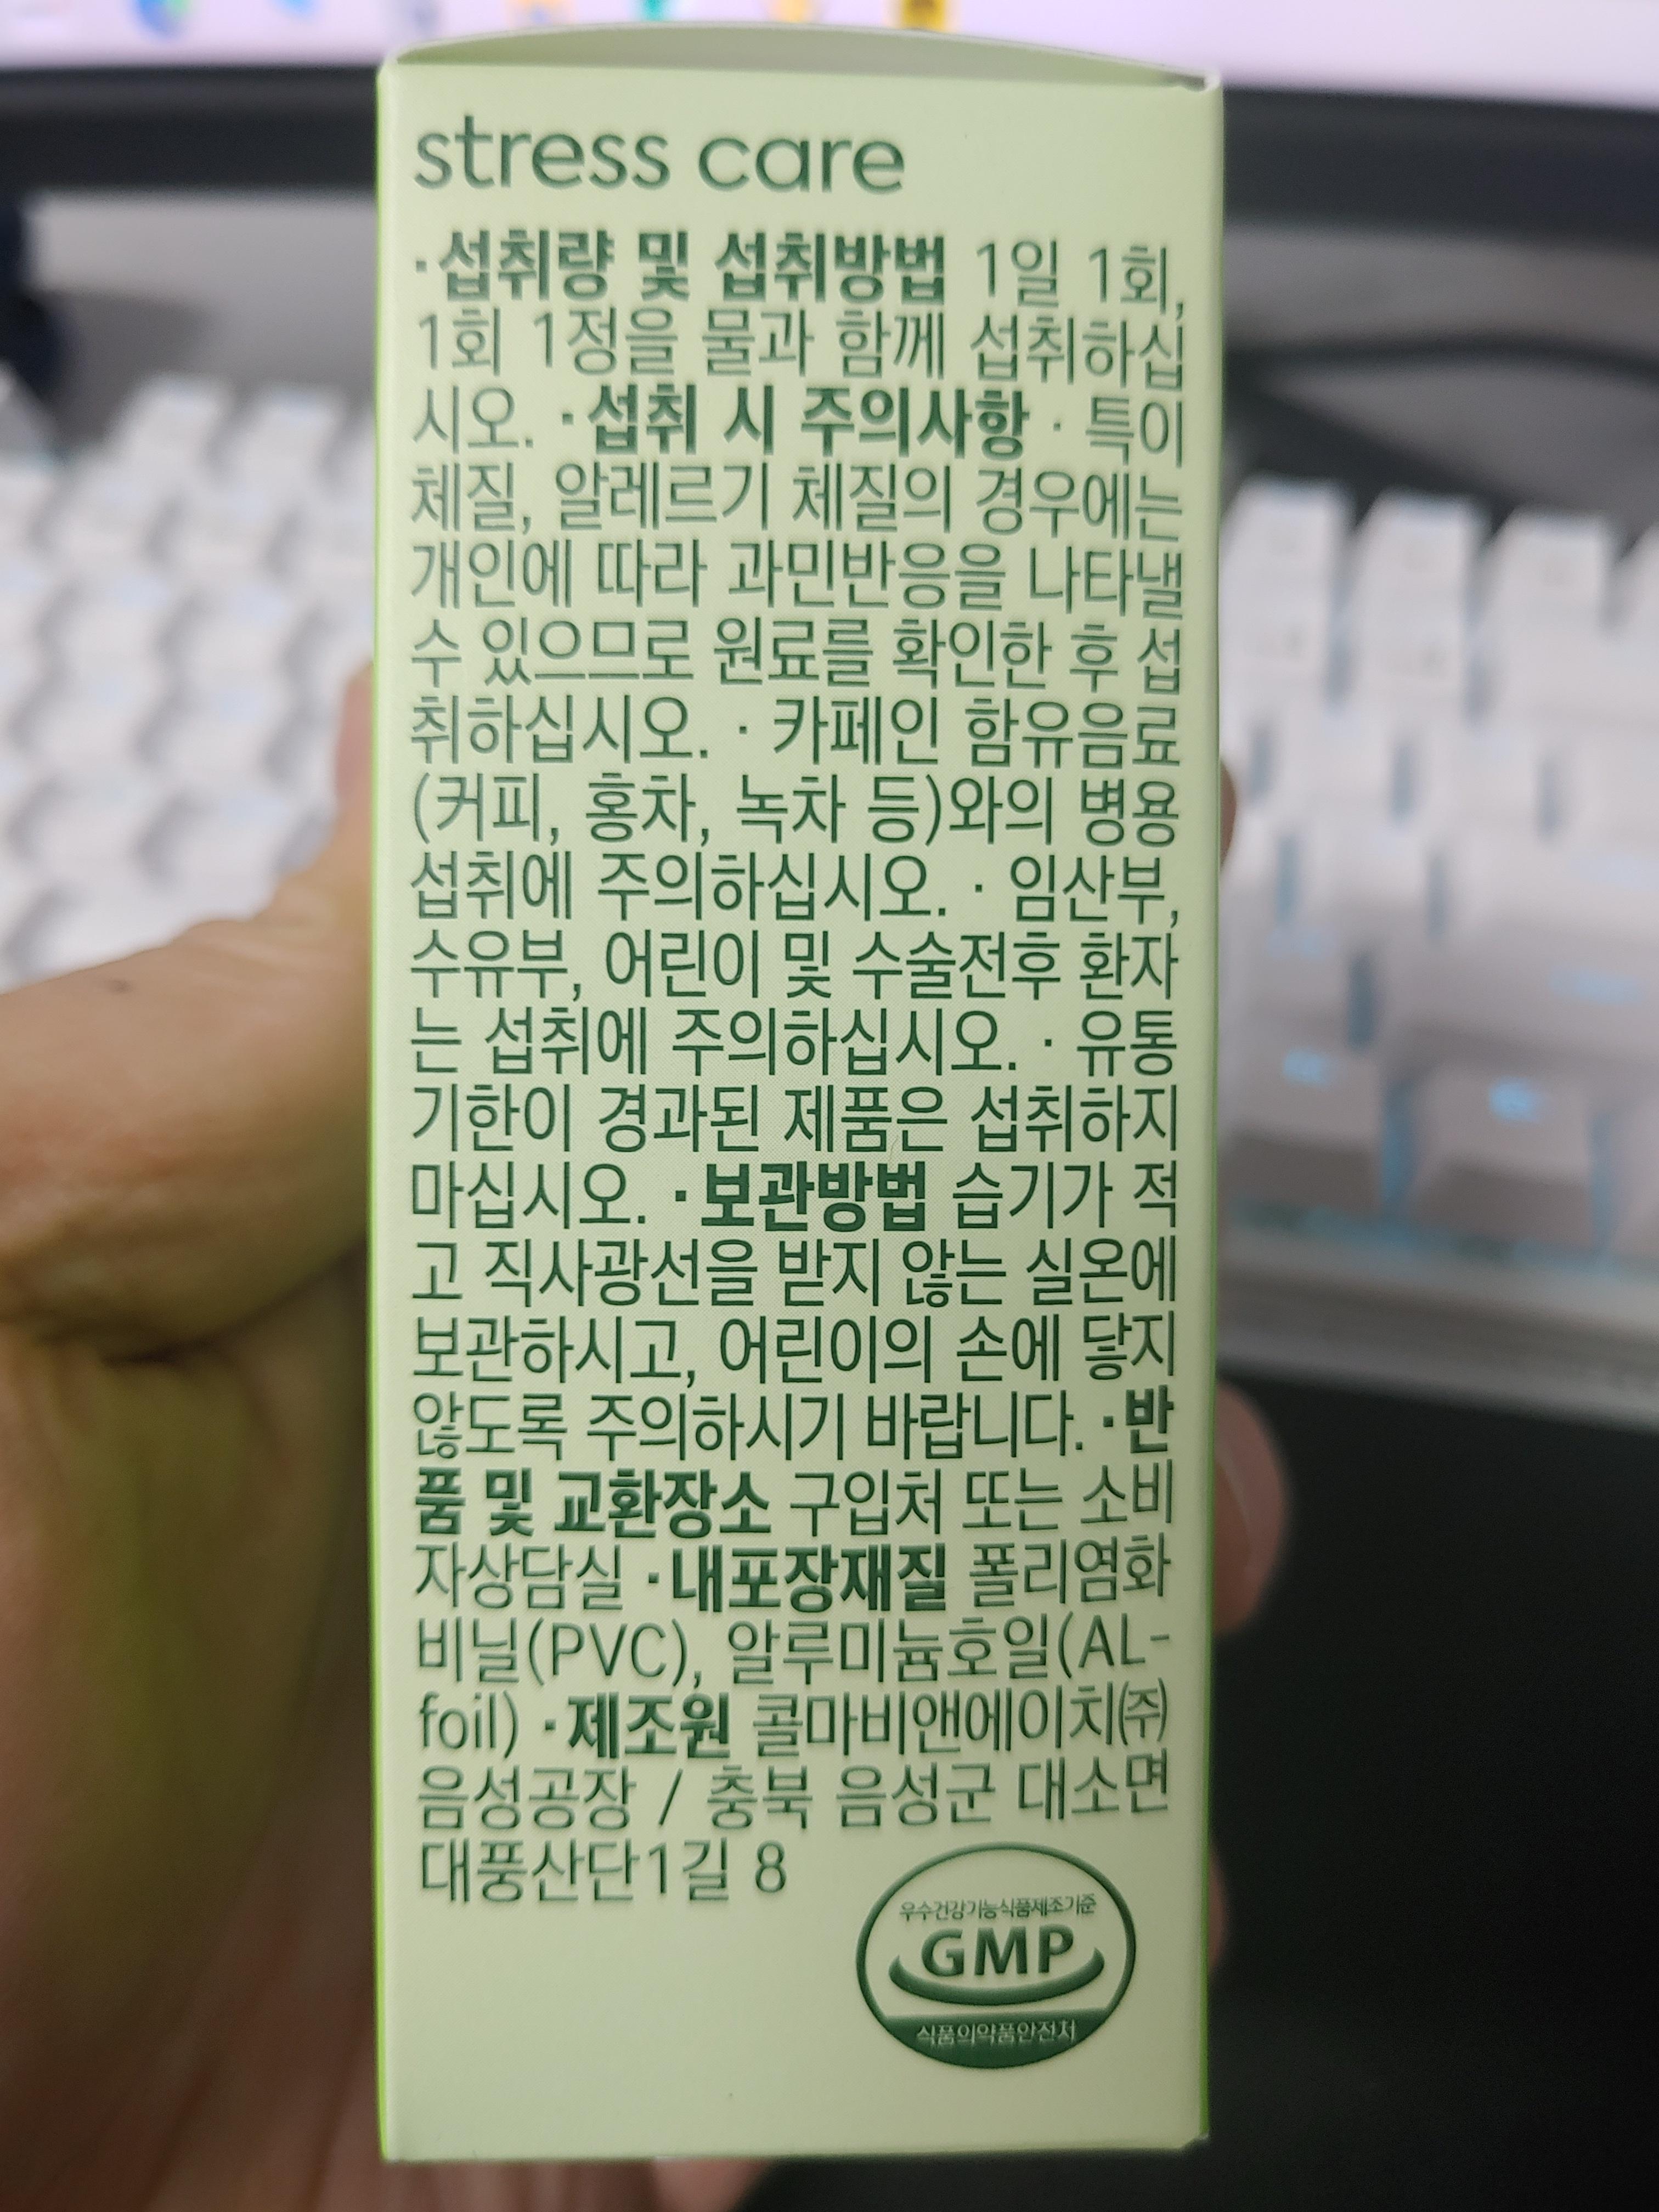 stress care
·섭취량 및 섭취방법 1일 1회,
1회 1정을 물과 함께 섭취하십
시오. ·섭취 시 주의사항 · 특이
체질, 알레르기 체질의 경우에는
개인에 따라 과민반응을 나타낼
수 있으므로 원료를 확인한 후 섭
취하십시오. · 카페인 함유음료
(커피, 홍차, 녹차 등)와의 병용
섭취에 주의하십시오. · 임산부,
수유부, 어린이 및 수술전후 환자
는 섭취에 주의하십시오. · 유통
기한이 경과된 제품은 섭취하지
마십시오. ·보관방법 습기가 적
고 직사광선을 받지 않는 실온에
보관하시고, 어린이의 손에 닿지
않도록 주의하시기 바랍니다. ·반
품 및 교환장소 구입처 또는 소비
자상담실 ·내포장재질 폴리염화
비닐(PVC), 알루미늄호일(AL-
foil) ·제조원 콜마비앤에이치㈜
음성공장 / 충북 음성군 대소면
대풍산단1길 8
우수건강기능식품제조기준
GMP
식품의약품안전처